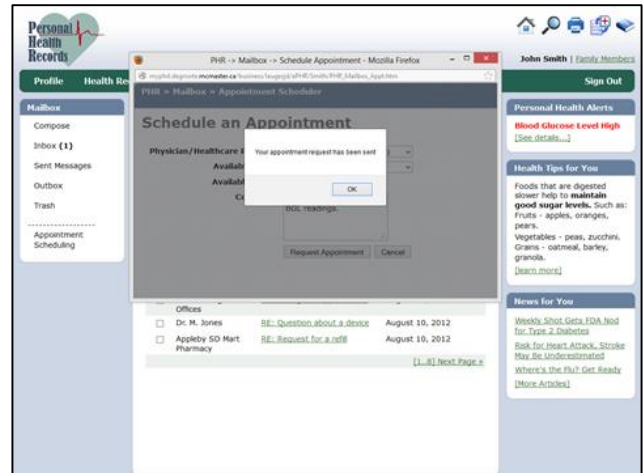 Personal
Health
Records
John Smith | Family Members
Profile Health Re
Sign Out
Mailbox
Compose
Inbox (1)
Sent Messages
Outbox
Trash
Appointment
Scheduling
PHR -> Mailbox -> Schedule Appointment - Mozilla Firefox
PHR » Mailbox » Appointment Scheduler
Schedule an Appointment
Physician/Healthcare
Availab
Availab
Your appointment request has been sent
OK
BGL readings.
Request Appointment Cancel
Offices
Dr. M. Jones RE: Question about a device August 10, 2012
Appleby SD Mart
Pharmacy
RE: Request for a refill August 10, 2012
[1..8] Next Page »
Personal Health Alerts
Blood Glucose Level High
[See details...]
Health Tips for You
Foods that are digested
slower help to maintain
good sugar levels. Such as:
Fruits - apples, oranges,
pears.
Vegetables - peas, zucchini.
Grains - oatmeal, barley,
granola.
[learn more]
News for You
Weekly Shot Gets FDA Nod
for Type 2 Diabetes
Risk for Heart Attack, Stroke
May Be Underestimated
Where's the Flu? Get Ready
[More Articles]